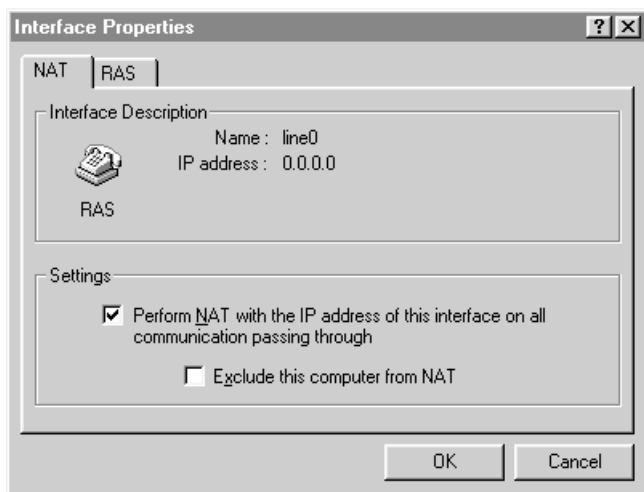 Interface Properties
NAT
RAS
Interface Description
Name : line0
IP address : 0.0.0.0
RAS
Settings
Perform NAT with the IP address of this interface on all
communication passing through
Exclude this computer from NAT
OK
Cancel